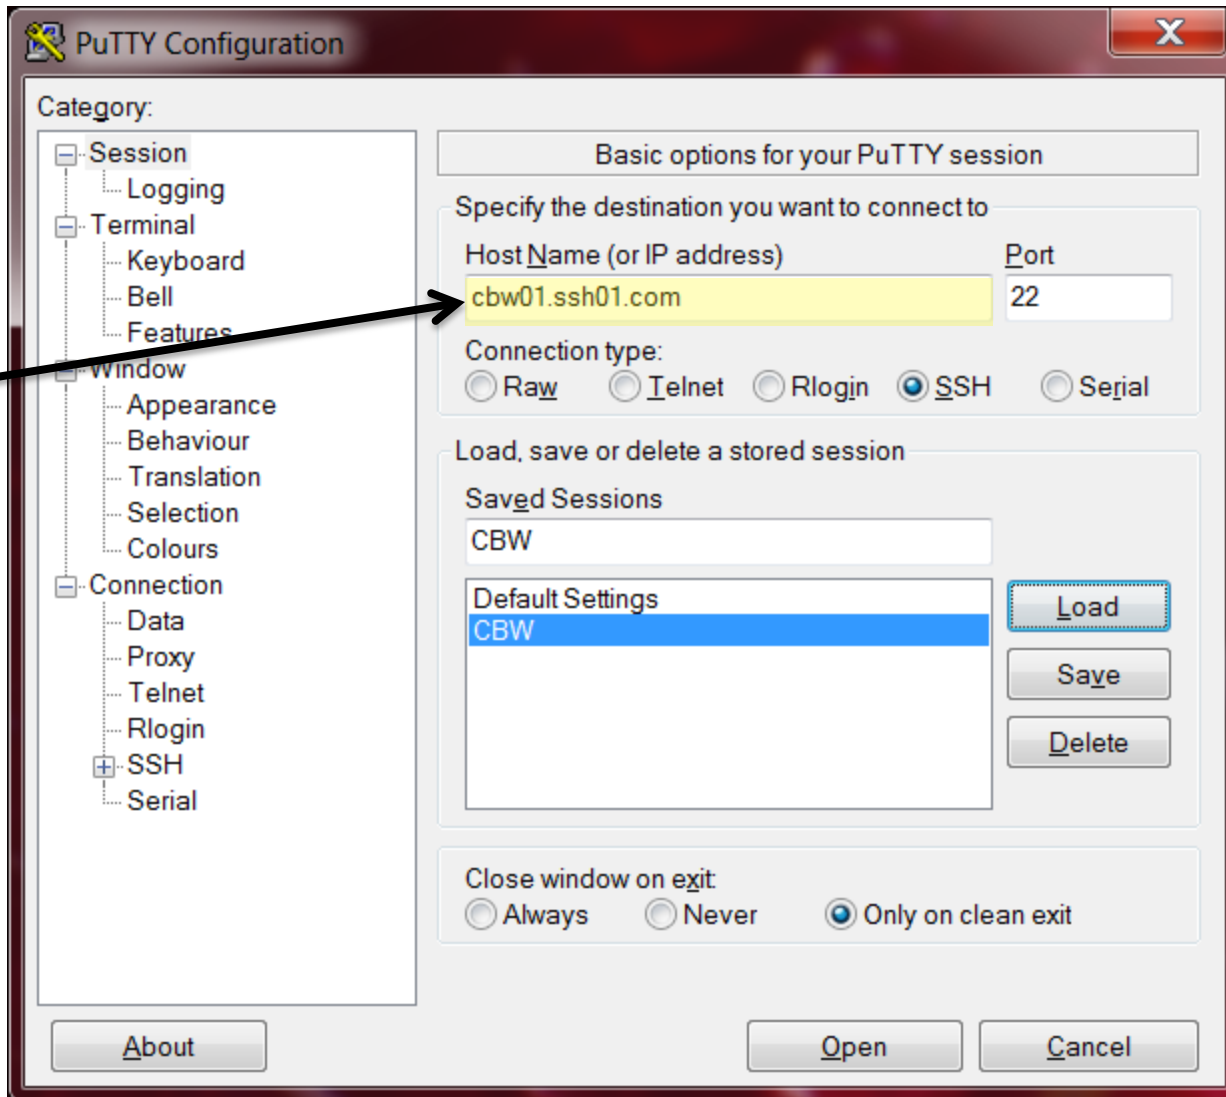 PuTTY Configuration
Category:
Session
Logging
Terminal
Keyboard
Bell
Features
Window
Appearance
Behaviour
Translation
Selection
Colours
Connection
Data
Proxy
Telnet
Rlogin
SSH
Serial
Basic options for your PuTTY session
Specify the destination you want to connect to
Host Name (or IP address) Port
cbw01.ssh01.com 22
Connection type:
Raw Telnet Rlogin SSH Serial
Load, save or delete a stored session
Saved Sessions
CBW
Default Settings
CBW
Load
Save
Delete
Close window on exit:
Always Never Only on clean exit
About Open Cancel